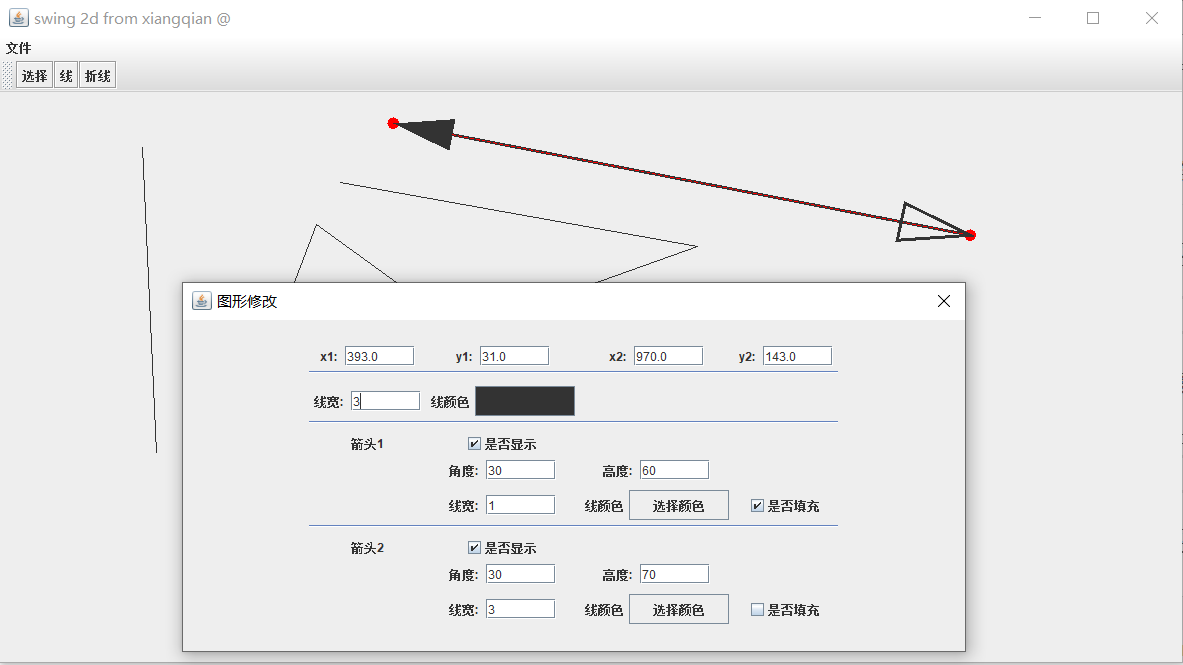 swing 2d from xiangqian @
文件
选择 线 折线
图形修改
x1: 393.0 y1: 31.0 x2: 970.0 y2: 143.0
线宽: 3 线颜色
箭头1 是否显示
角度: 30 高度: 60
线宽: 1 线颜色 选择颜色 是否填充
箭头2 是否显示
角度: 30 高度: 70
线宽: 3 线颜色 选择颜色 是否填充